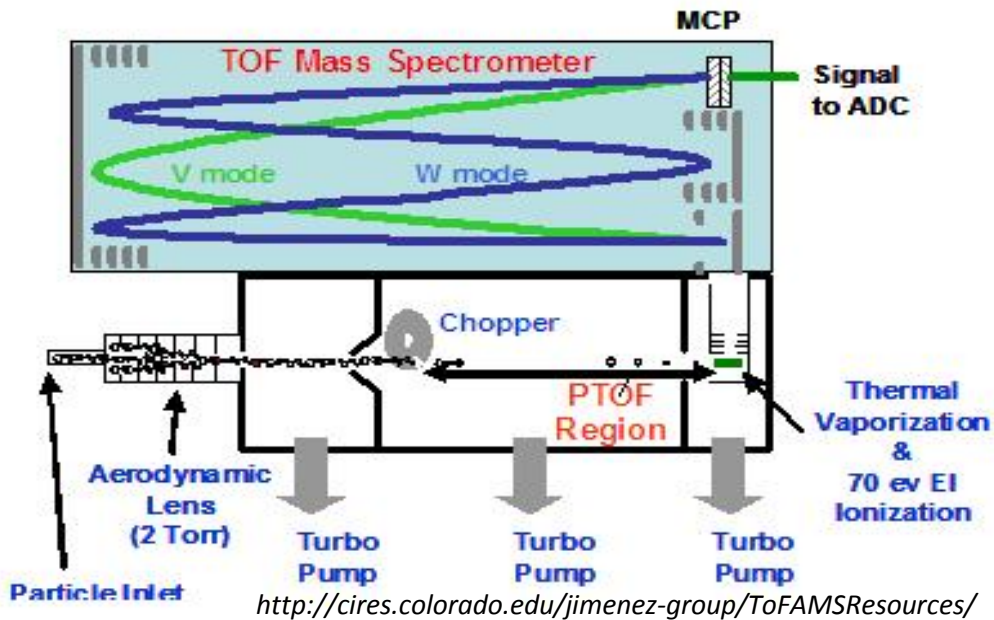 MCP
TOF Mass Spectrometer
Signal
to ADC
V mode
W mode
Chopper
PTOF
Region
Thermal
Vaporization
&
70 ev EI
Ionization
Aerodynamic
Lens
(2 Torr)
Turbo
Pump
Turbo
Pump
Turbo
Pump
Particle Inlet
http://cires.colorado.edu/jimenez-group/ToFAMSResources/